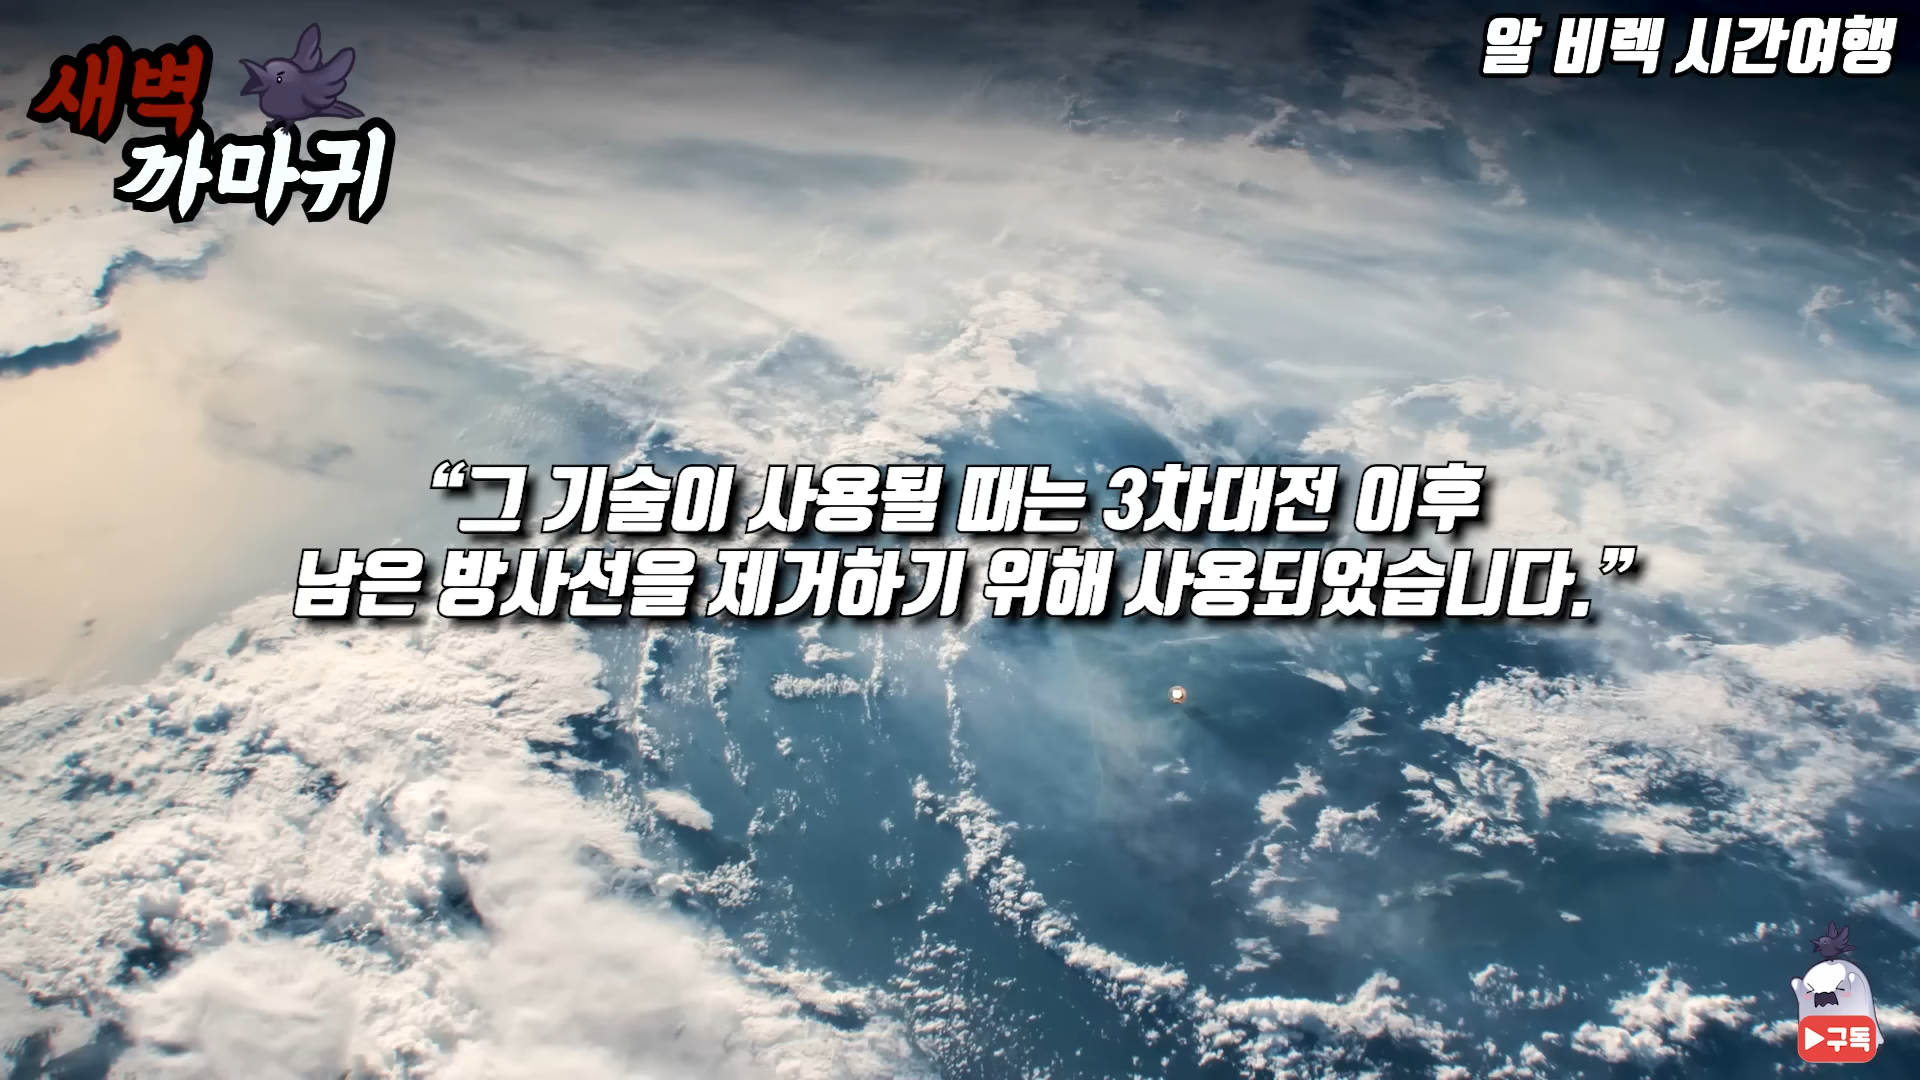 새벽
까마귀
알 비렉 시간여행
“그 기술이 사용될 때는 3차대전 이후
남은 방사선을 제거하기 위해 사용되었습니다.”
구독